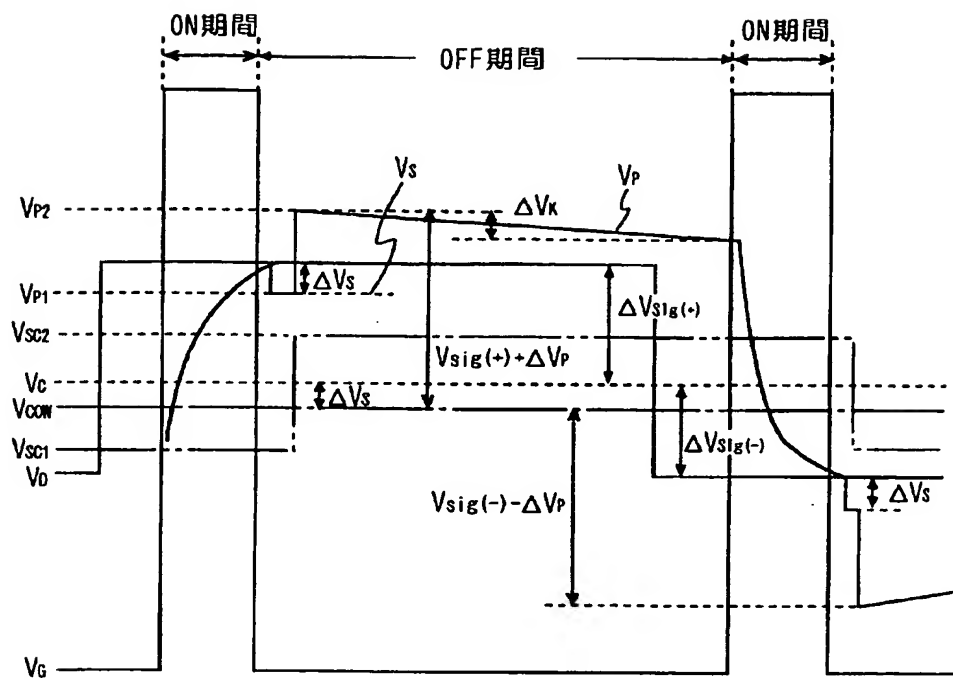 ON期間
ON期間
OFF期間
VS
VP
VP2
ΔVK
ΔVS
VP1
ΔVSig(+)
VSC2
Vsig(+)+ΔVP
VC
ΔVS
VCOM
ΔVSig(-)
VSC1
VD
ΔVS
Vsig(-)-ΔVP
VG